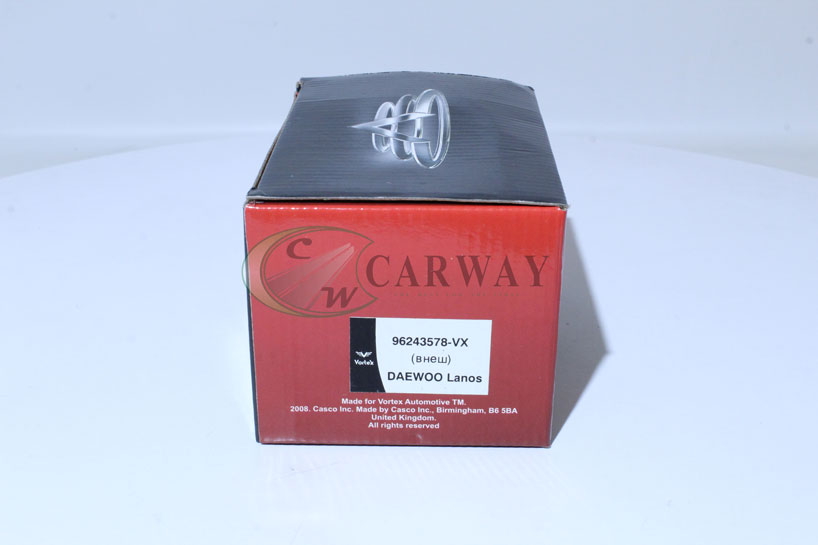 CW CARWAY
96243578-VX
(внеш)
Vortex
DAEWOO Lanos
Made for Vortex Automotive TM.
2008. Casco Inc. Made by Casco Inc., Birmingham, B6 5BA
United Kingdom.
All rights reserved